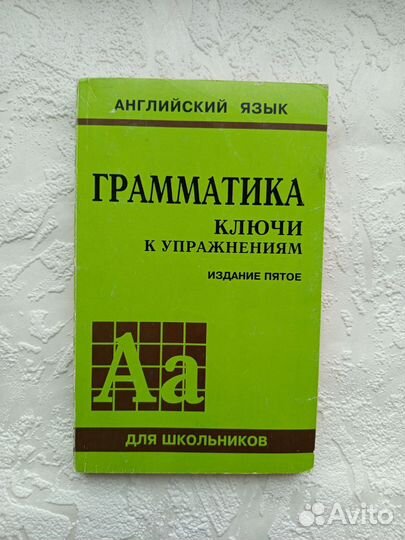 АНГЛИЙСКИЙ ЯЗЫК
ГРАММАТИКА
КЛЮЧИ
К УПРАЖНЕНИЯМ
ИЗДАНИЕ ПЯТОЕ
Aa
ДЛЯ ШКОЛЬНИКОВ
Avito